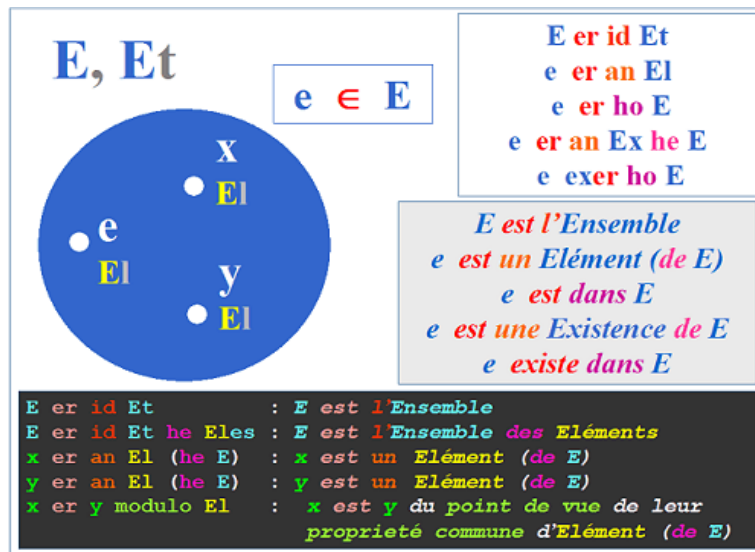 E, Et
e ∈ E
E er id Et
e er an El
e er ho E
e er an Ex he E
e exer ho E
x
El
e
El
y
El
E est l’Ensemble
e est un Elément (de E)
e est dans E
e est une Existence de E
e existe dans E
E er id Et : E est l’Ensemble
E er id Et he Eles : E est l’Ensemble des Eléments
x er an El (he E) : x est un Elément (de E)
y er an El (he E) : y est un Elément (de E)
x er y modulo El : x est y du point de vue de leur
propriété commune d’Elément (de E)